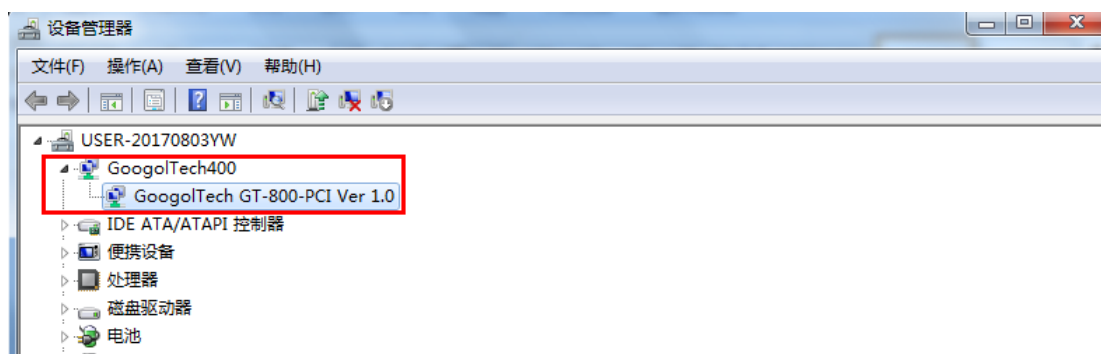 设备管理器
文件(F) 操作(A) 查看(V) 帮助(H)
USER-20170803YW
GoogolTech400
GoogolTech GT-800-PCI Ver 1.0
IDE ATA/ATAPI 控制器
便携设备
处理器
磁盘驱动器
电池